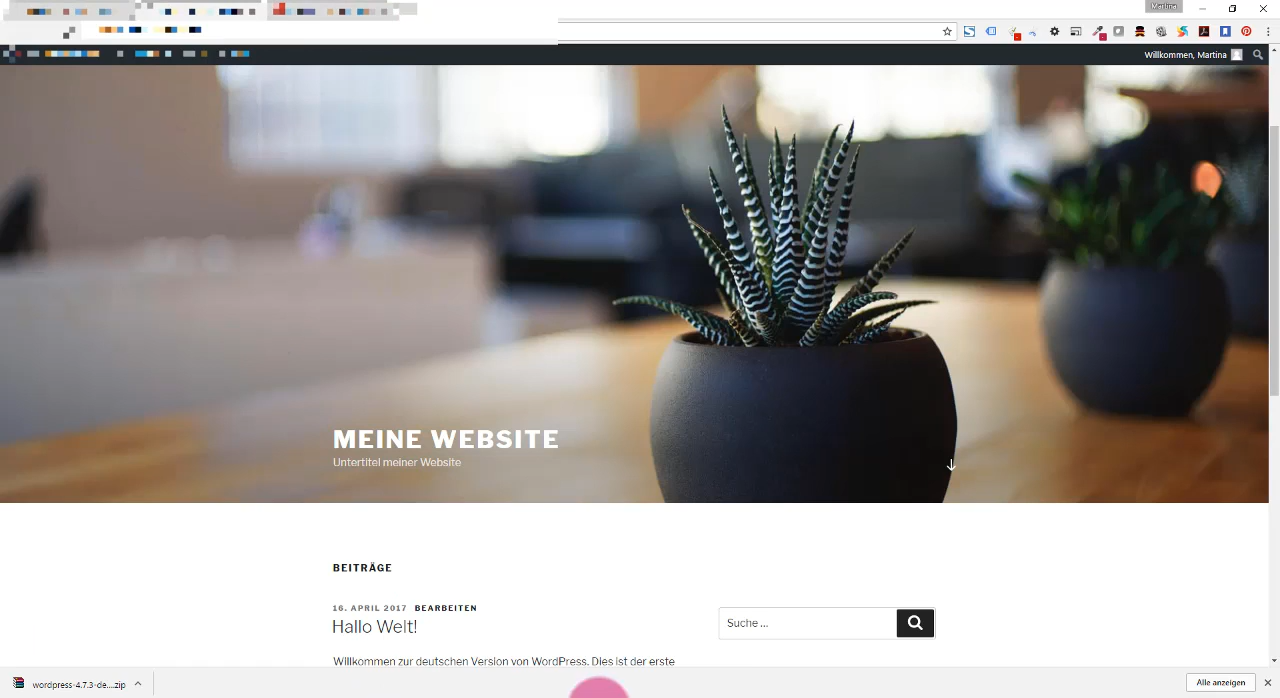 Martina
Willkommen, Martina
MEINE WEBSITE
Untertitel meiner Website
BEITRÄGE
16. APRIL 2017 BEARBEITEN
Hallo Welt!
Suche ...
Willkommen zur deutschen Version von WordPress. Dies ist der erste
wordpress-4.7.3-de....zip
Alle anzeigen